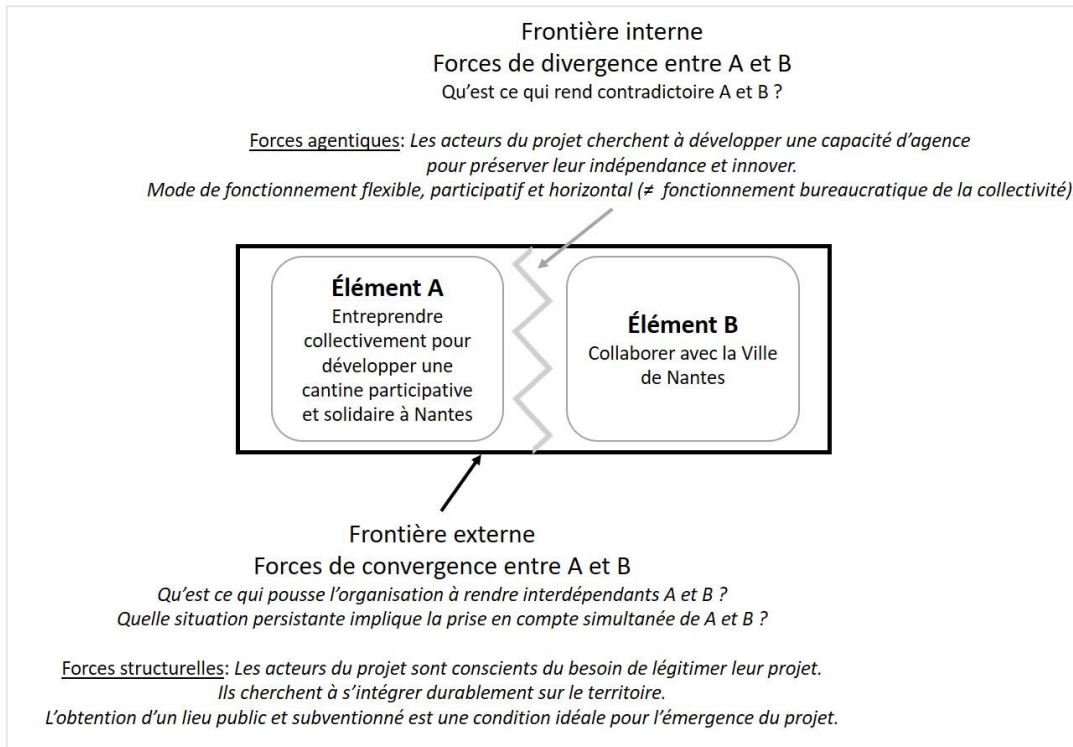 Frontière interne
Forces de divergence entre A et B
Qu’est ce qui rend contradictoire A et B ?
Forces agentiques: Les acteurs du projet cherchent à développer une capacité d’agence
pour préserver leur indépendance et innover.
Mode de fonctionnement flexible, participatif et horizontal (≠ fonctionnement bureaucratique de la collectivité)
Élément A
Entreprendre
collectivement pour
développer une
cantine participative
et solidaire à Nantes
Élément B
Collaborer avec la Ville
de Nantes
Frontière externe
Forces de convergence entre A et B
Qu’est ce qui pousse l’organisation à rendre interdépendants A et B ?
Quelle situation persistante implique la prise en compte simultanée de A et B ?
Forces structurelles: Les acteurs du projet sont conscients du besoin de légitimer leur projet.
Ils cherchent à s’intégrer durablement sur le territoire.
L’obtention d’un lieu public et subventionné est une condition idéale pour l’émergence du projet.